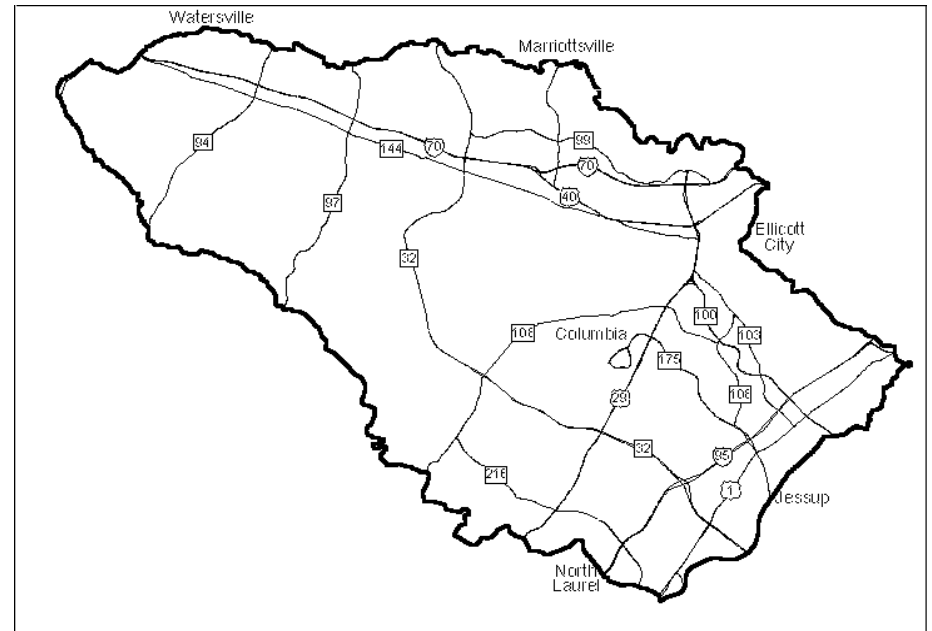 Watersville
Marriottsville
94
144
70
99
70
40
97
32
Ellicott
City
108
Columbia
100
103
175
29
108
32
95
216
1
Jessup
North
Laurel